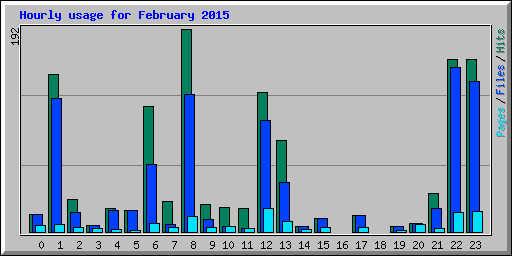 Hourly usage for February 2015
192
Pages/Files/Hits
0 1 2 3 4 5 6 7 8 9 10 11 12 13 14 15 16 17 18 19 20 21 22 23